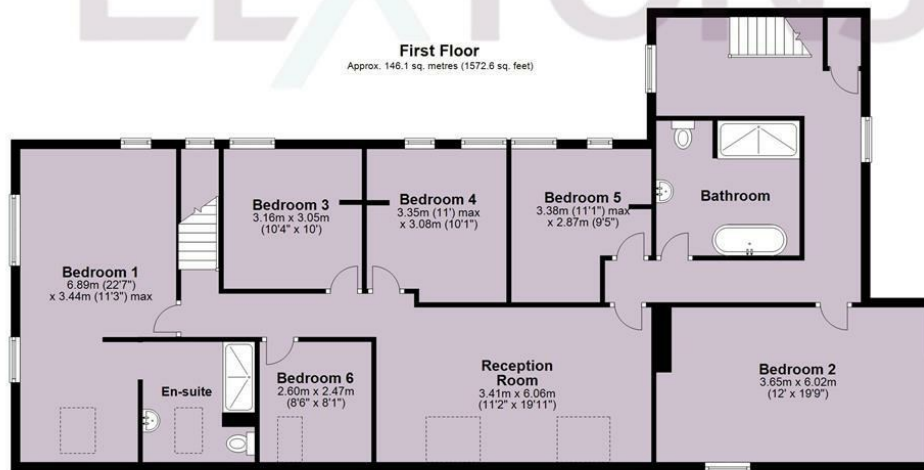 LEXTONS
First Floor
Approx. 146.1 sq. metres (1572.6 sq. feet)
Bedroom 1
6.89m (22'7")
x 3.44m (11'3") max
Bedroom 3
3.16m x 3.05m
(10'4" x 10')
Bedroom 4
3.35m (11') max
x 3.08m (10'1")
Bedroom 5
3.38m (11'1") max
x 2.87m (9'5")
Bathroom
En-suite
Bedroom 6
2.60m x 2.47m
(8'6" x 8'1")
Reception
Room
3.41m x 6.06m
(11'2" x 19'11")
Bedroom 2
3.65m x 6.02m
(12' x 19'9")